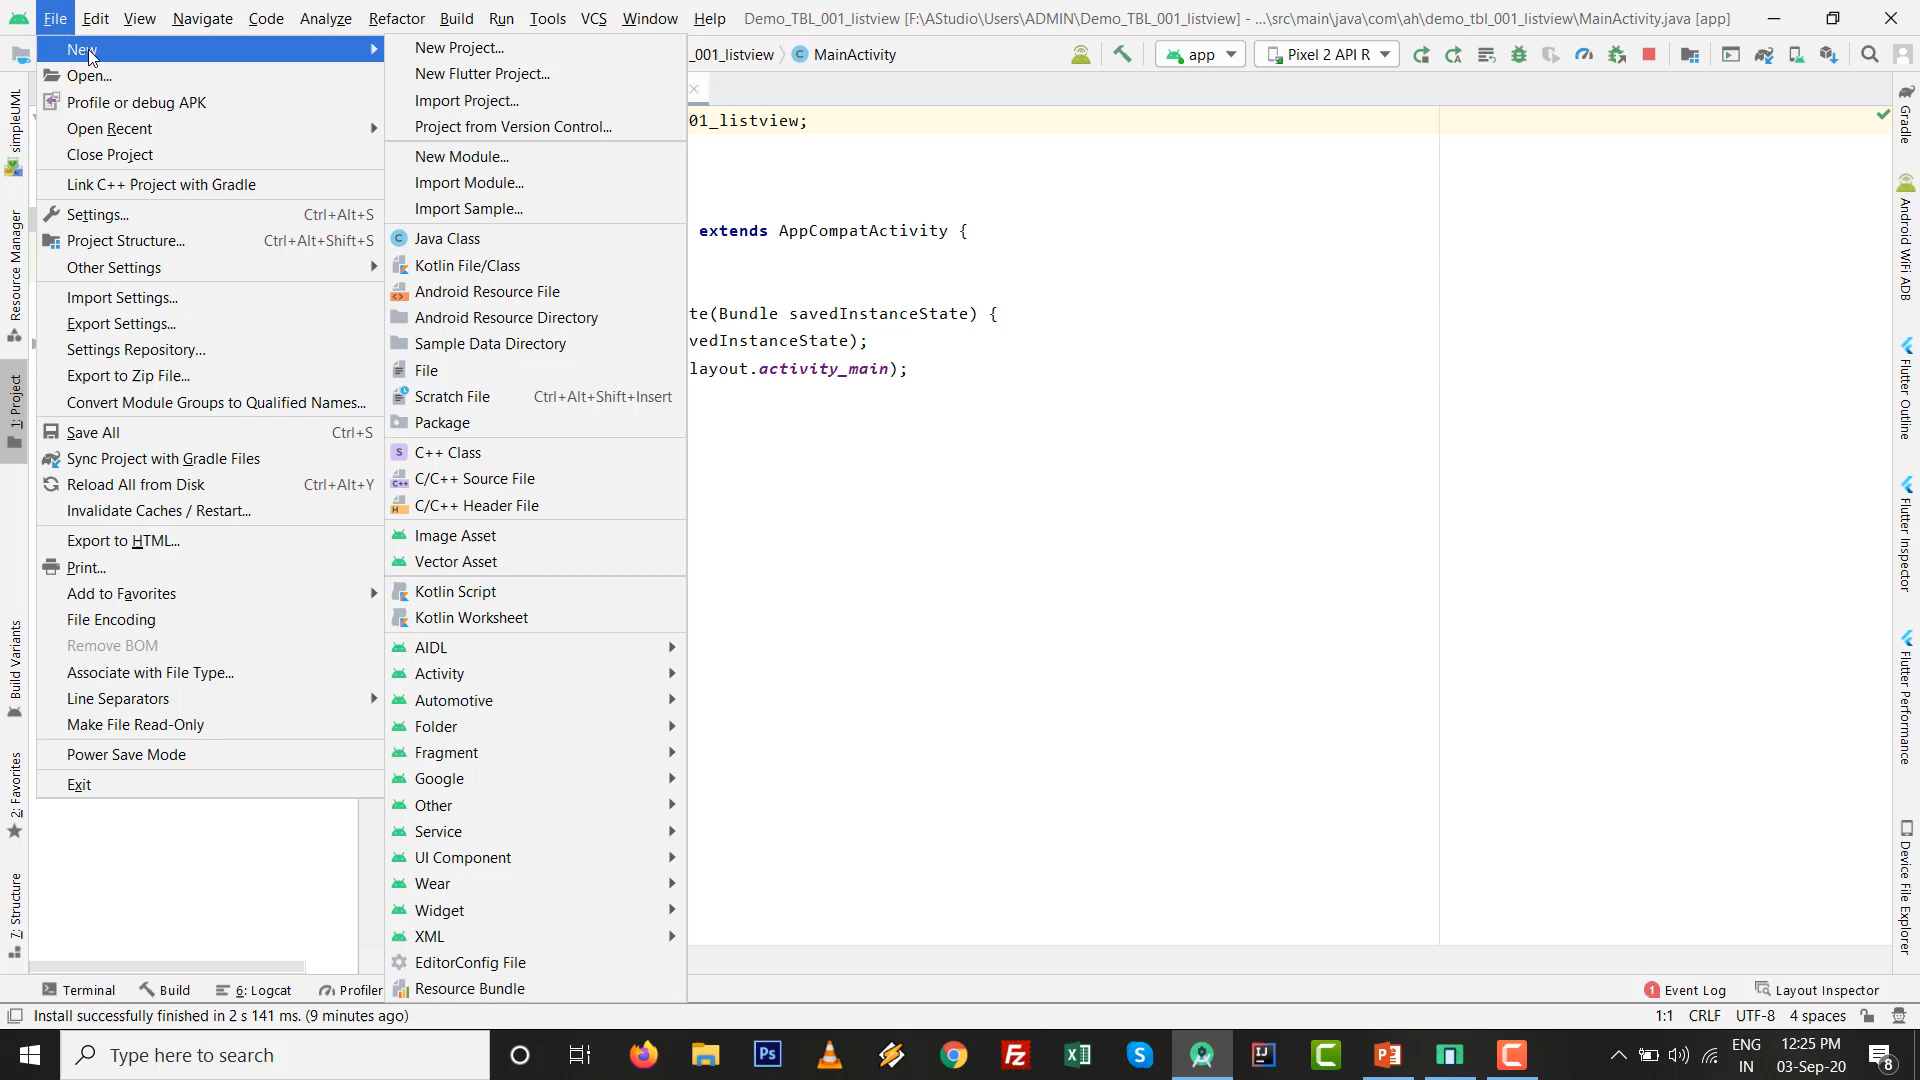 File Edit View Navigate Code Analyze Refactor Build Run Tools VCS Window Help Demo_TBL_001_listview [F:\AStudio\Users\ADMIN\Demo_TBL_001_listview] - ...\src\main\java\com\ah\demo_tbl_001_listview\MainActivity.java [app]
_001_listview MainActivity app Pixel 2 API R
New
Open...
Profile or debug APK
Open Recent
Close Project
Link C++ Project with Gradle
Settings... Ctrl+Alt+S
Project Structure... Ctrl+Alt+Shift+S
Other Settings
Import Settings...
Export Settings...
Settings Repository...
Export to Zip File...
Convert Module Groups to Qualified Names...
Save All Ctrl+S
Sync Project with Gradle Files
Reload All from Disk Ctrl+Alt+Y
Invalidate Caches / Restart...
Export to HTML...
Print...
Add to Favorites
File Encoding
Remove BOM
Associate with File Type...
Line Separators
Make File Read-Only
Power Save Mode
Exit
New Project...
New Flutter Project...
Import Project...
Project from Version Control...
New Module...
Import Module...
Import Sample...
Java Class
Kotlin File/Class
Android Resource File
Android Resource Directory
Sample Data Directory
File
Scratch File Ctrl+Alt+Shift+Insert
Package
C++ Class
C/C++ Source File
C/C++ Header File
Image Asset
Vector Asset
Kotlin Script
Kotlin Worksheet
AIDL
Activity
Automotive
Folder
Fragment
Google
Other
Service
UI Component
Wear
Widget
XML
EditorConfig File
Resource Bundle
01_listview;
extends AppCompatActivity {
te(Bundle savedInstanceState) {
vedInstanceState);
layout.activity_main);
simpleUML
Resource Manager
1: Project
Build Variants
2: Favorites
7: Structure
Gradle
Android WiFi ADB
Flutter Outline
Flutter Inspector
Flutter Performance
Device File Explorer
Terminal Build 6: Logcat Profiler 1 Event Log Layout Inspector
Install successfully finished in 2 s 141 ms. (9 minutes ago) 1:1 CRLF UTF-8 4 spaces
Type here to search
ENG
IN
12:25 PM
03-Sep-20
8